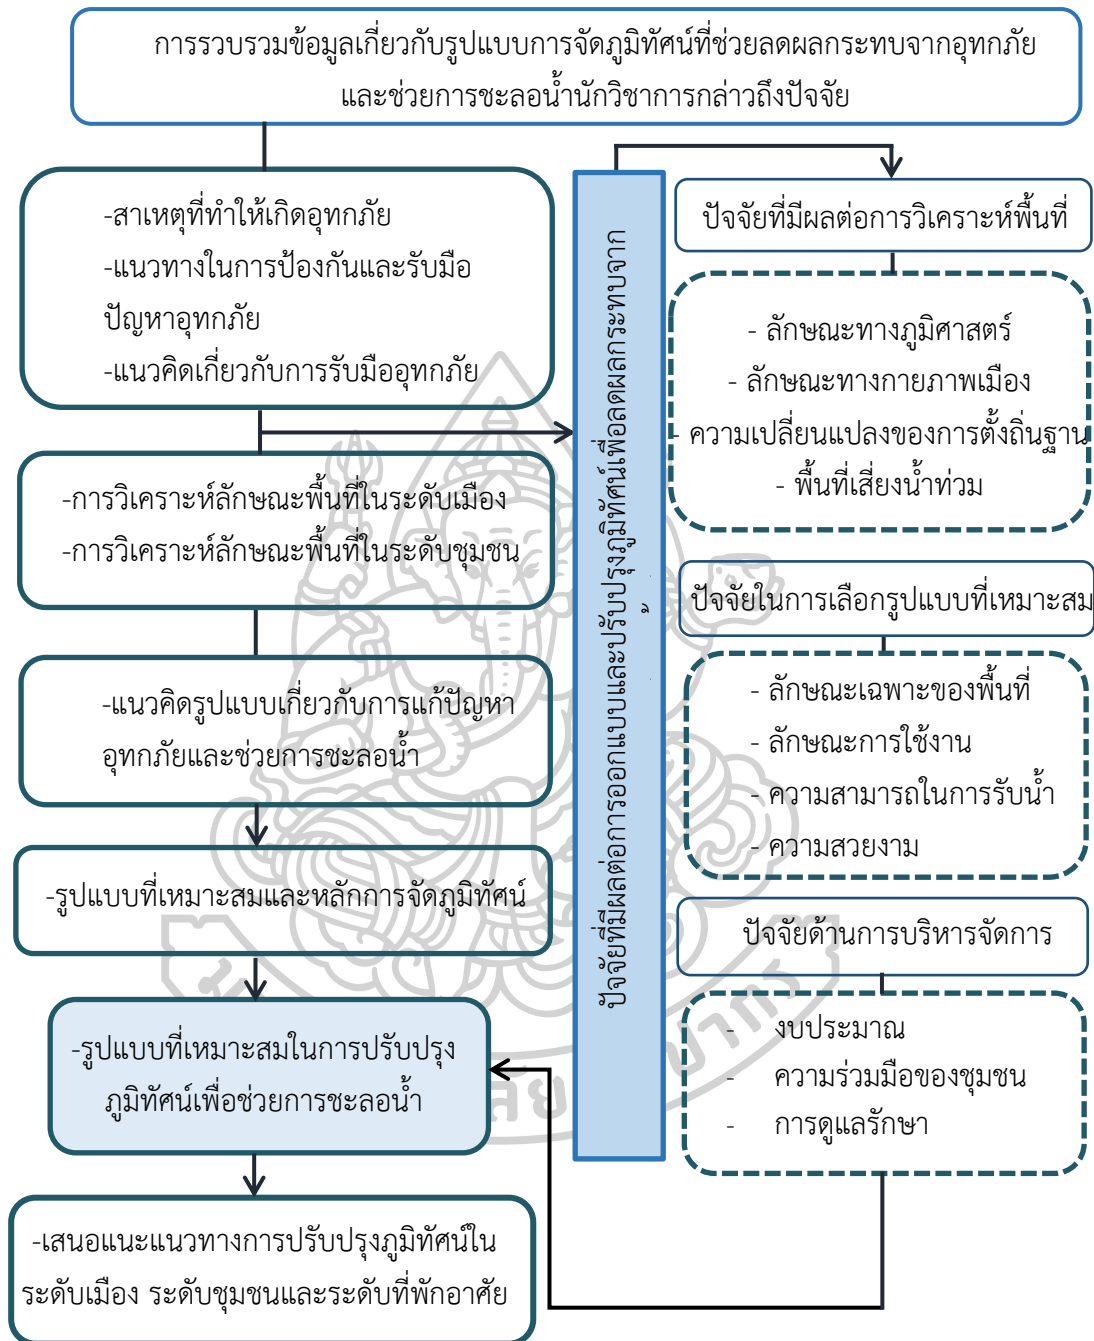 การรวบรวมข้อมูลเกี่ยวกับรูปแบบการจัดภูมิทัศน์ที่ช่วยลดผลกระทบจากอุทกภัย
และช่วยการชะลอน้ำนักวิชาการกล่าวถึงปัจจัย
-สาเหตุที่ทำให้เกิดอุทกภัย
-แนวทางในการป้องกันและรับมือ
ปัญหาอุทกภัย
-แนวคิดเกี่ยวกับการรับมืออุทกภัย
-การวิเคราะห์ลักษณะพื้นที่ในระดับเมือง
-การวิเคราะห์ลักษณะพื้นที่ในระดับชุมชน
-แนวคิดรูปแบบเกี่ยวกับการแก้ปัญหา
อุทกภัยและช่วยการชะลอน้ำ
-รูปแบบที่เหมาะสมและหลักการจัดภูมิทัศน์
-รูปแบบที่เหมาะสมในการปรับปรุง
ภูมิทัศน์เพื่อช่วยการชะลอน้ำ
-เสนอแนะแนวทางการปรับปรุงภูมิทัศน์ใน
ระดับเมือง ระดับชุมชนและระดับที่พักอาศัย
ปัจจัยที่มีผลต่อการออกแบบและปรับปรุงภูมิทัศน์เพื่อลดผลกระทบจาก
ปัจจัยที่มีผลต่อการวิเคราะห์พื้นที่
- ลักษณะทางภูมิศาสตร์
- ลักษณะทางกายภาพเมือง
- ความเปลี่ยนแปลงของการตั้งถิ่นฐาน
- พื้นที่เสี่ยงน้ำท่วม
ปัจจัยในการเลือกรูปแบบที่เหมาะสม
- ลักษณะเฉพาะของพื้นที่
- ลักษณะการใช้งาน
- ความสามารถในการรับน้ำ
- ความสวยงาม
ปัจจัยด้านการบริหารจัดการ
- งบประมาณ
- ความร่วมมือของชุมชน
- การดูแลรักษา